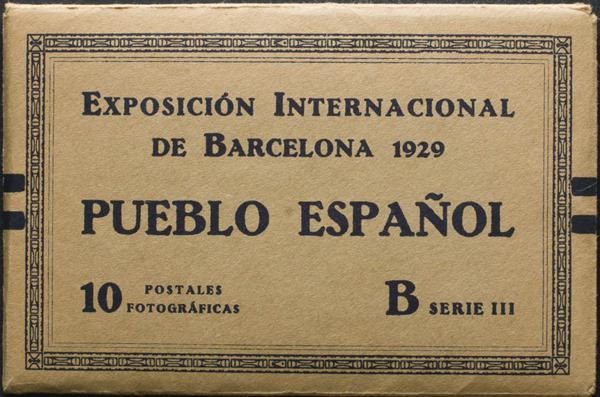 EXPOSICIÓN INTERNACIONAL
DE BARCELONA 1929
PUEBLO ESPAÑOL
10 POSTALES
FOTOGRÁFICAS
B SERIE III